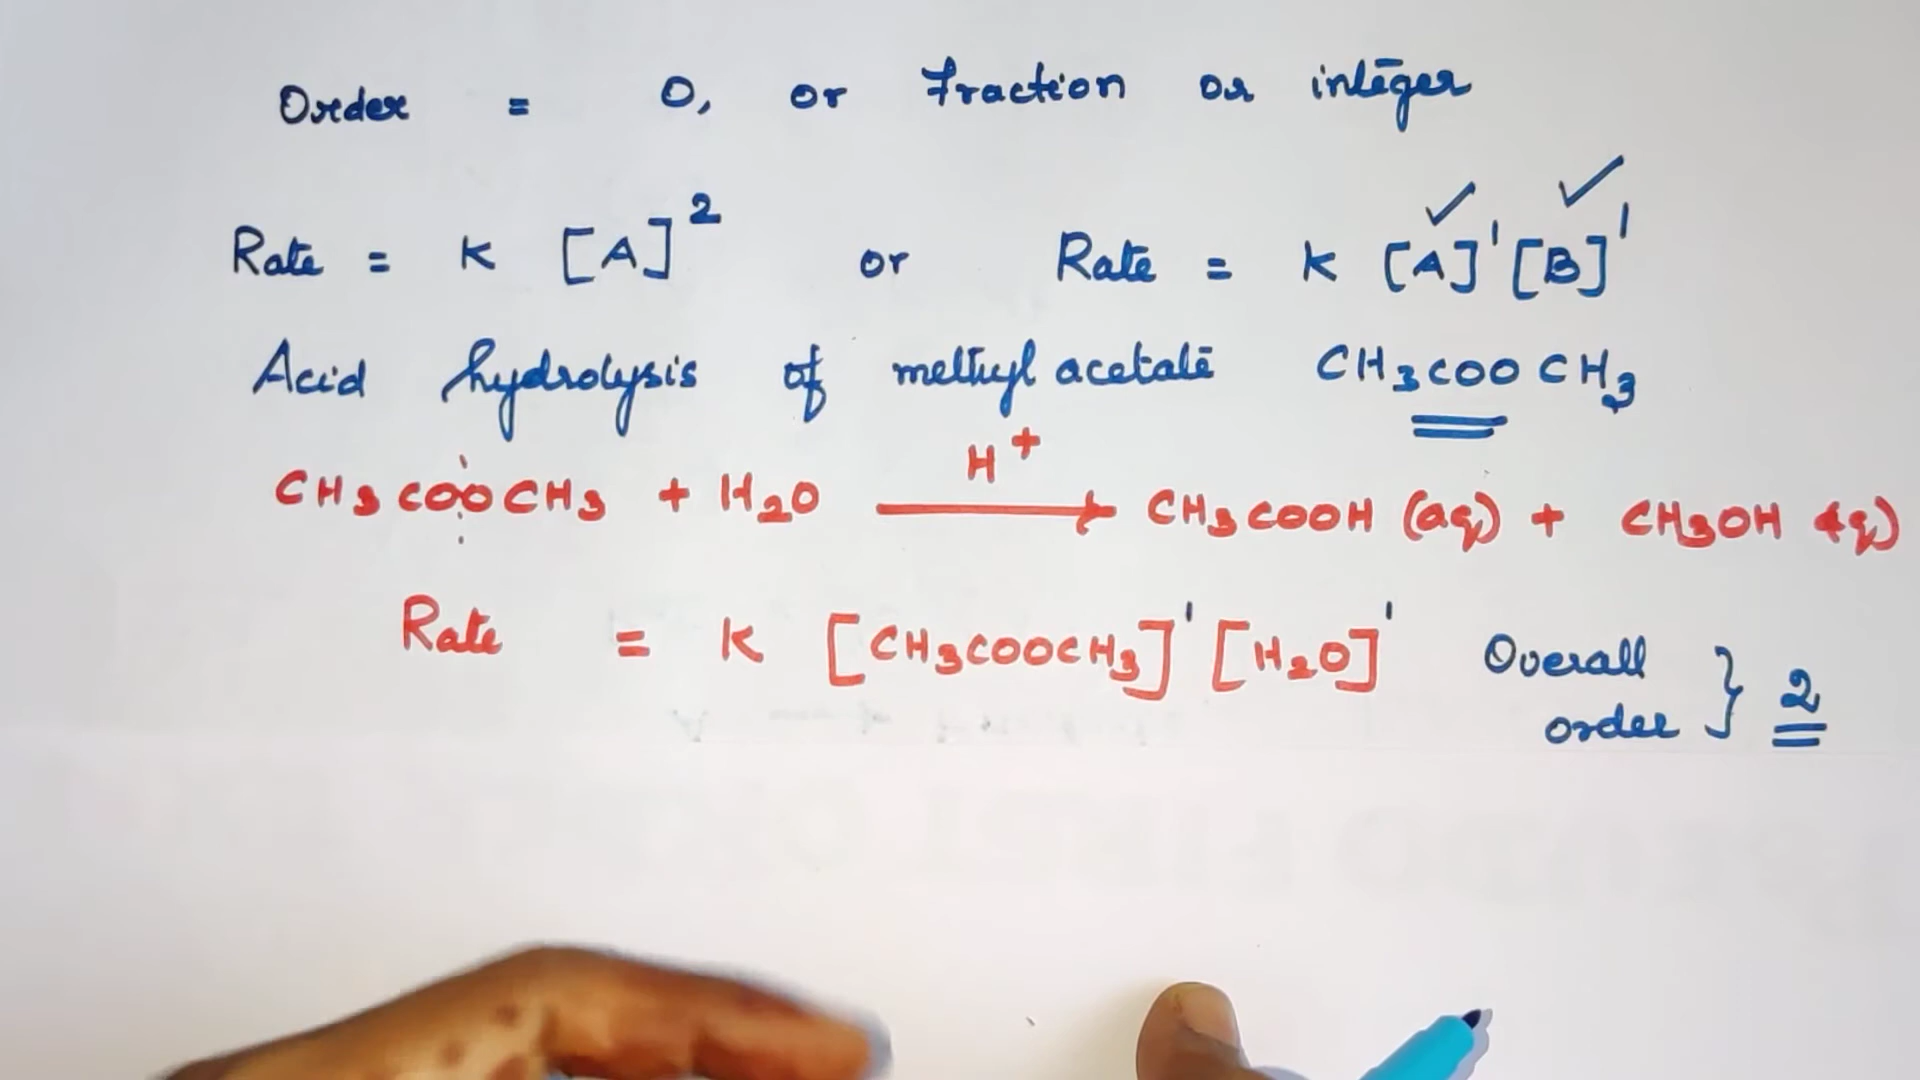 Order = 0, or Fraction or integer
Rate = K [A]² or Rate = K [A]¹ [B]¹
Acid hydrolysis of methyl acetate CH₃COOCH₃
CH₃COOCH₃ + H₂O H⁺ → CH₃COOH (aq) + CH₃OH (aq)
Rate = K [CH₃COOCH₃]¹ [H₂O]¹ Overall order } 2